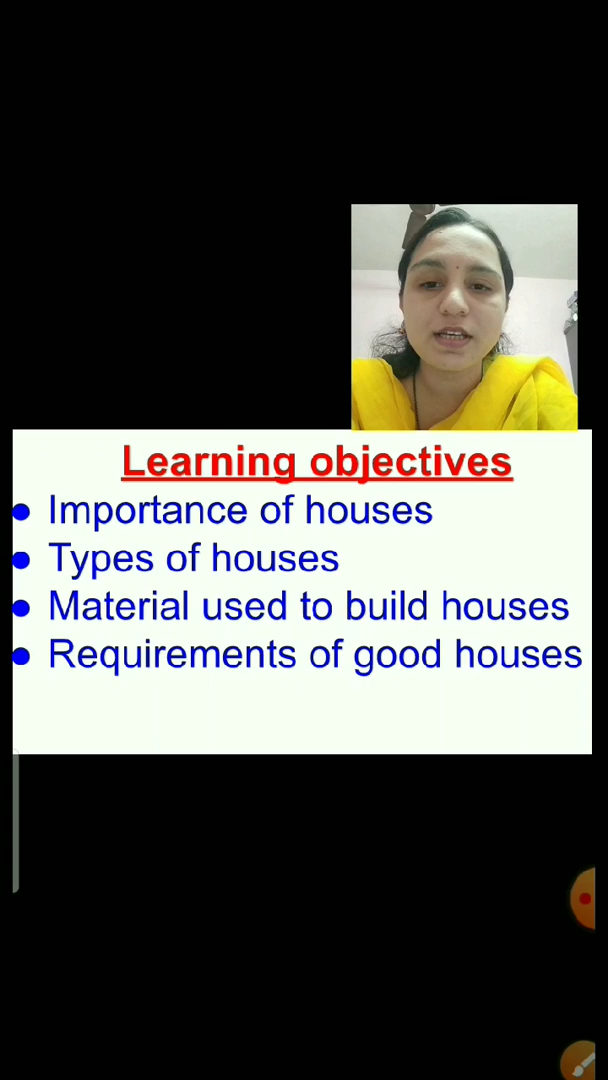 Learning objectives
● Importance of houses
● Types of houses
● Material used to build houses
● Requirements of good houses